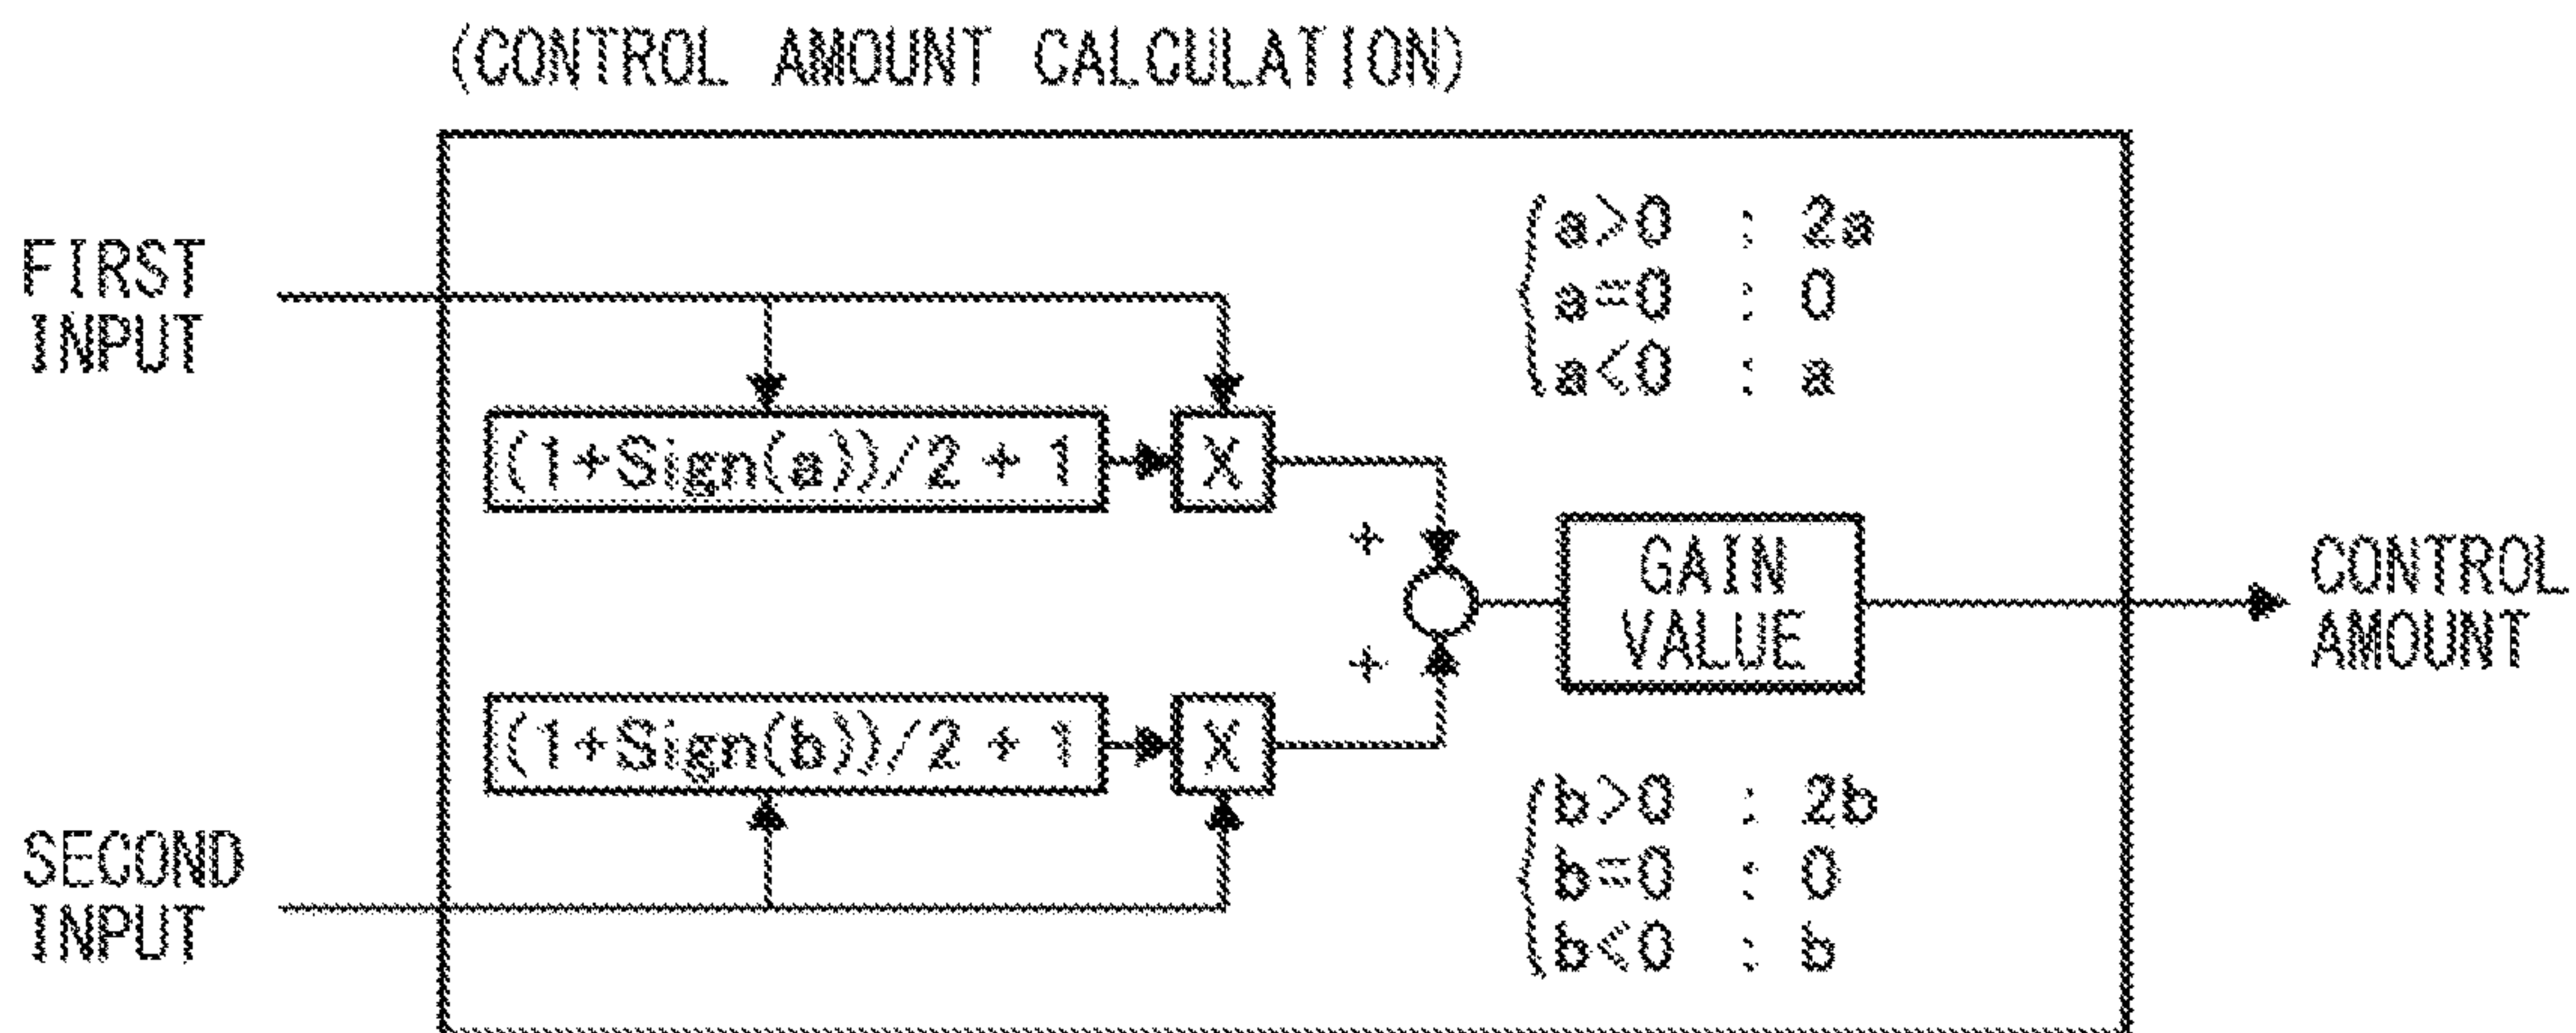 (CONTROL AMOUNT CALCULATION)
FIRST
INPUT
a>0 : 2a
a=0 : 0
a<0 : a
(1+Sign(a))/2 + 1
X
+
GAIN
VALUE
CONTROL
AMOUNT
+
(1+Sign(b))/2 + 1
X
SECOND
INPUT
b>0 : 2b
b=0 : 0
b<0 : b